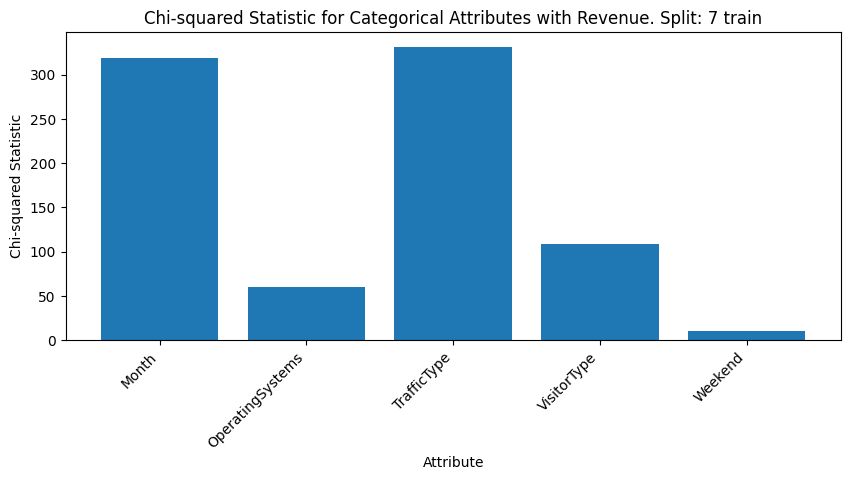 Chi-squared Statistic for Categorical Attributes with Revenue. Split: 7 train
Chi-squared Statistic
300
250
200
150
100
50
0
Month
OperatingSystems
TrafficType
VisitorType
Weekend
Attribute